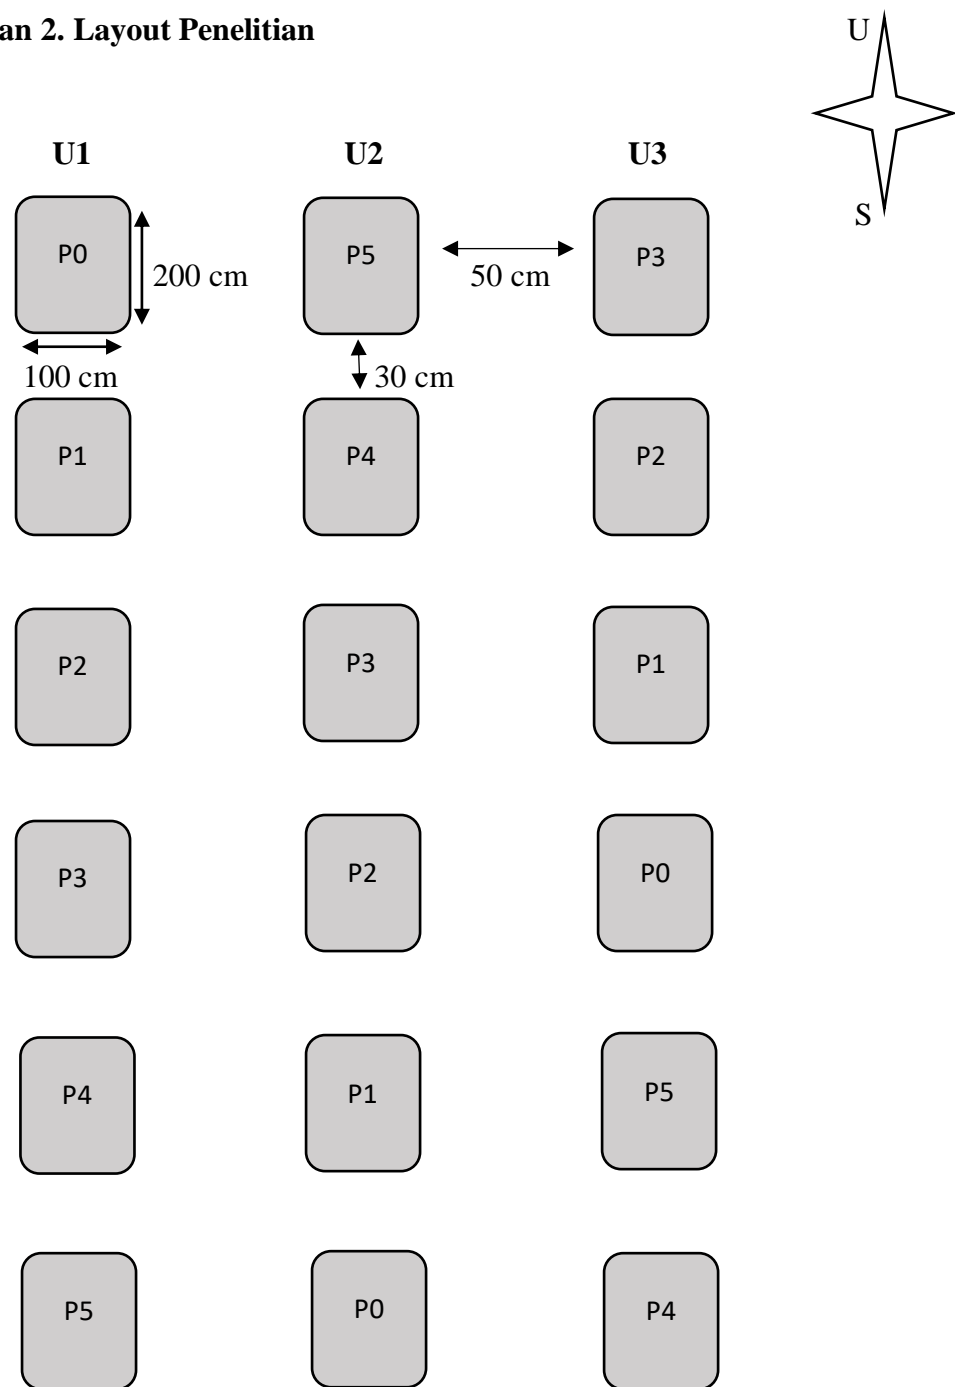 an 2. Layout Penelitian
U
S
U1 U2 U3
P0 P5 P3
200 cm 50 cm
100 cm 30 cm
P1 P4 P2
P2 P3 P1
P3 P2 P0
P4 P1 P5
P5 P0 P4